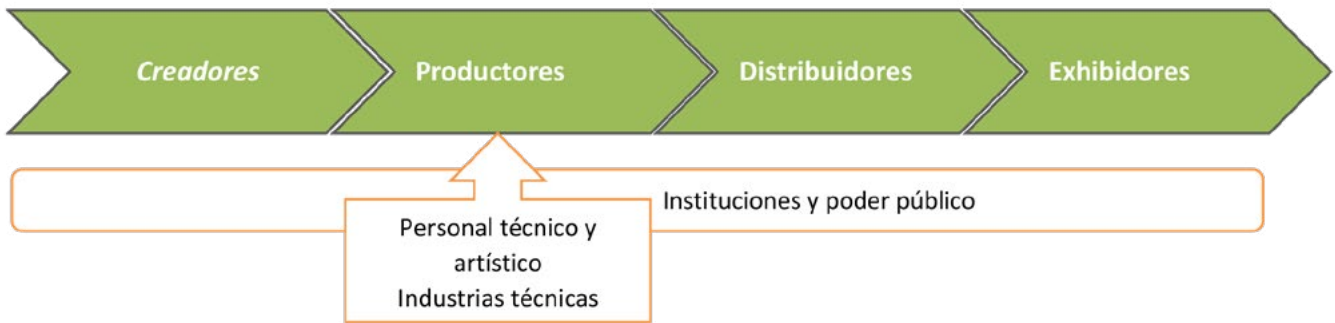 Creadores
Productores
Distribuidores
Exhibidores
Instituciones y poder público
Personal técnico y
artístico
Industrias técnicas